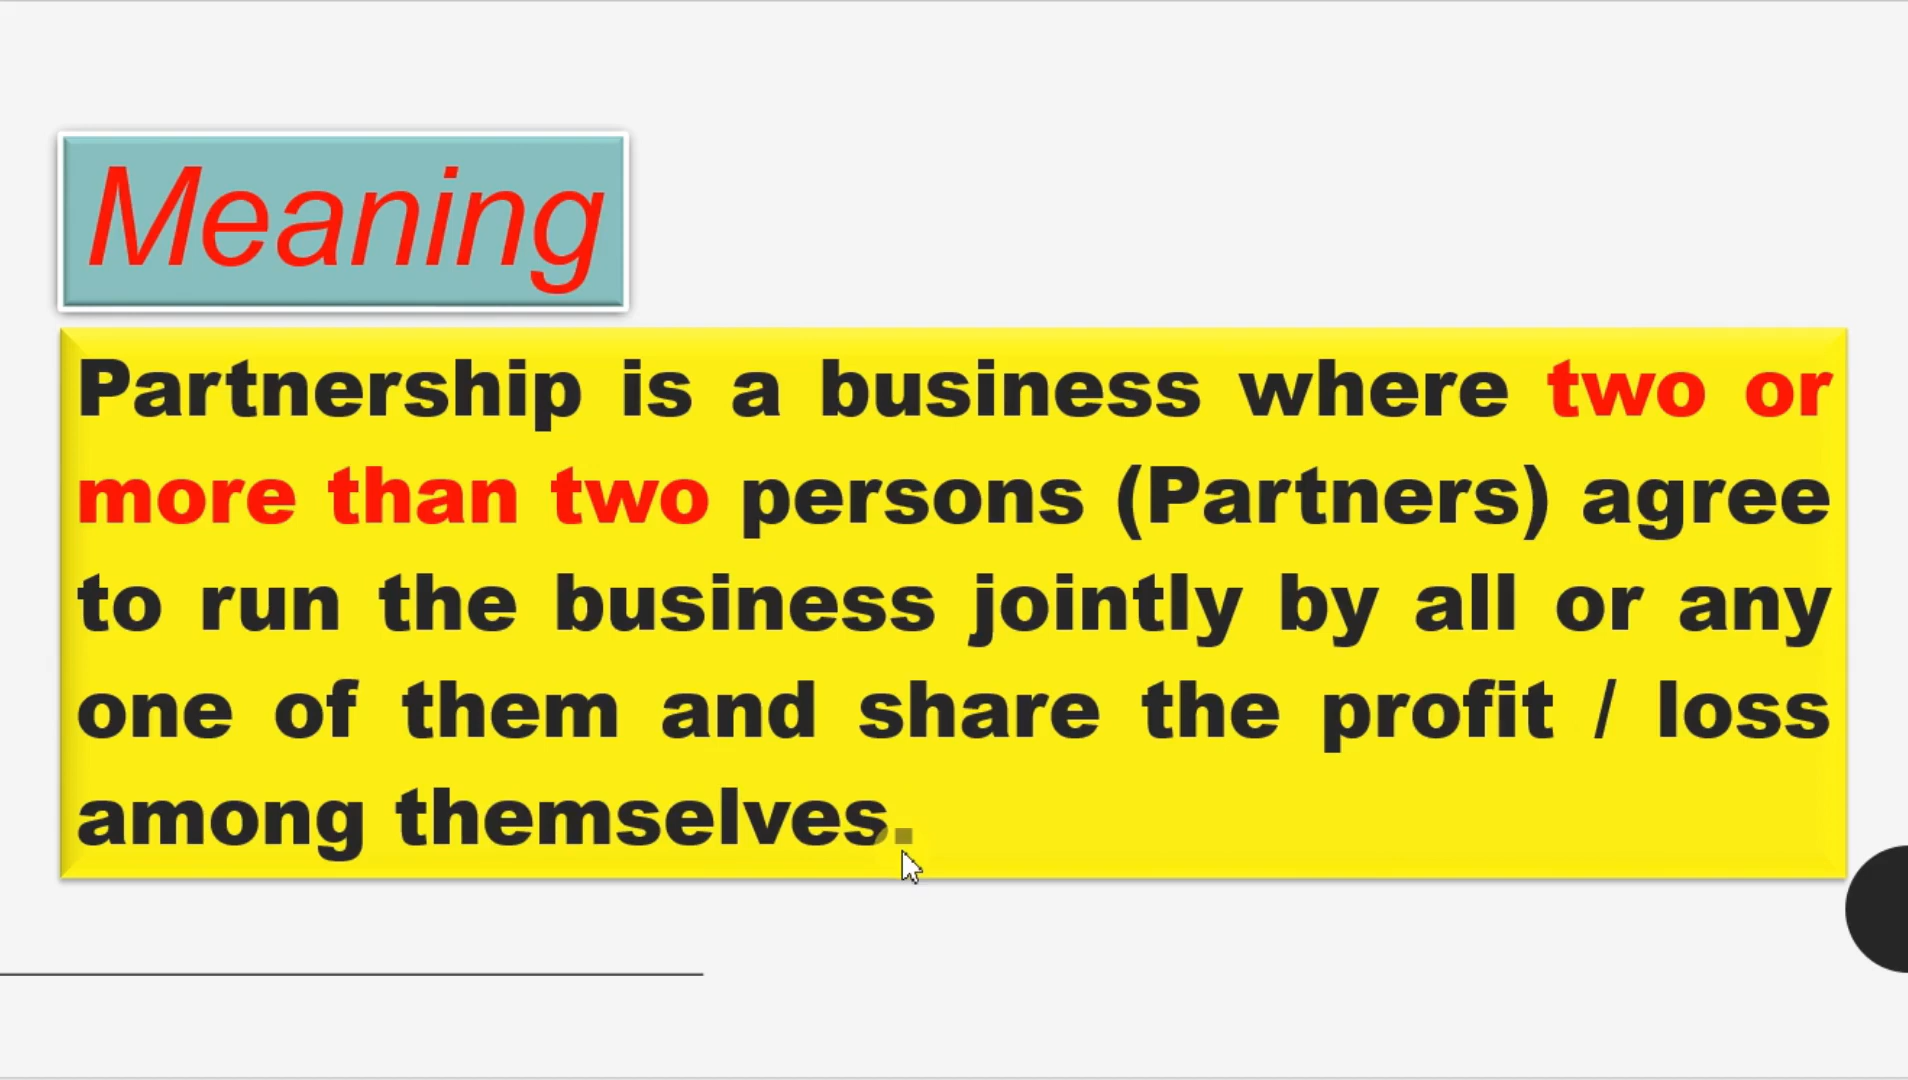 Meaning
Partnership is a business where two or
more than two persons (Partners) agree
to run the business jointly by all or any
one of them and share the profit / loss
among themselves.